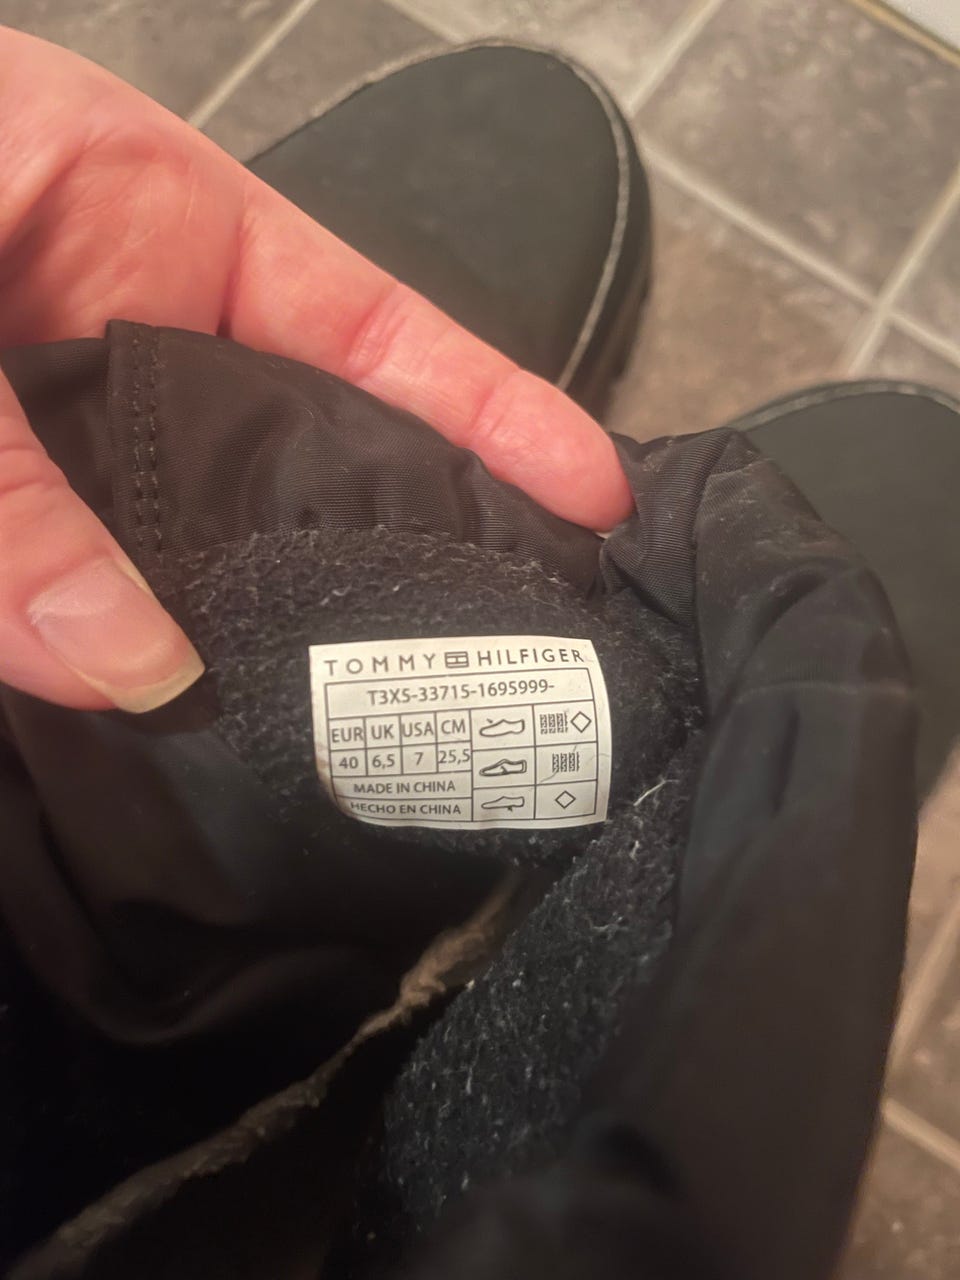 TOMMY HILFIGER
T3X5-33715-1695999-
EUR UK USA CM
40 6,5 7 25,5
MADE IN CHINA
HECHO EN CHINA